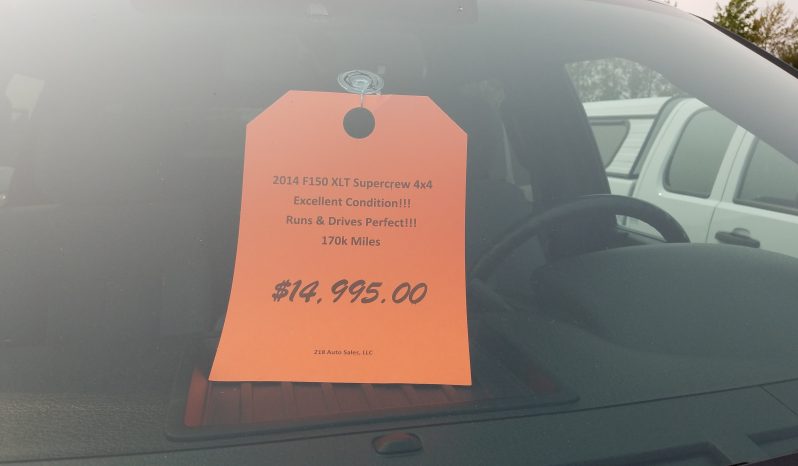 2014 F150 XLT Supercrew 4x4
Excellent Condition!!!
Runs & Drives Perfect!!!
170k Miles
$14,995.00
218 Auto Sales, LLC